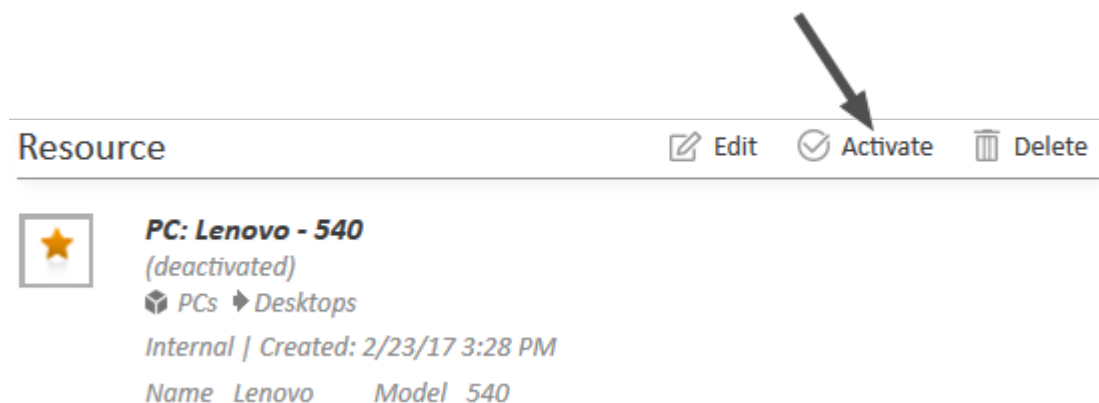 Resource Edit Activate Delete
PC: Lenovo - 540
(deactivated)
PCs Desktops
Internal | Created: 2/23/17 3:28 PM
Name Lenovo Model 540